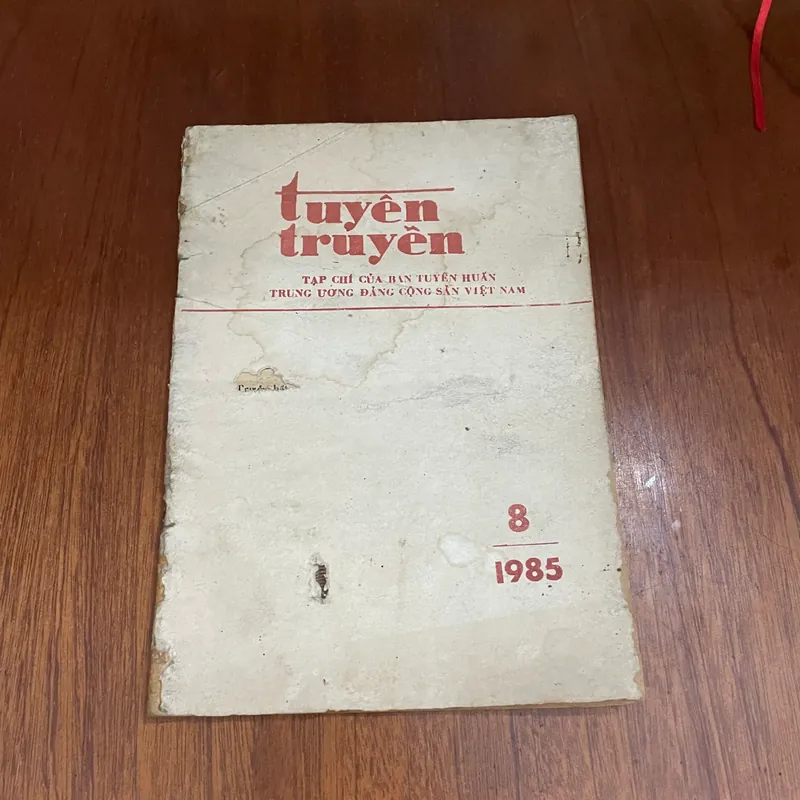 tuyên
truyền
TẠP CHÍ CỦA BAN TUYÊN HUẤN
TRUNG ƯƠNG ĐẢNG CỘNG SẢN VIỆT NAM
8
1985